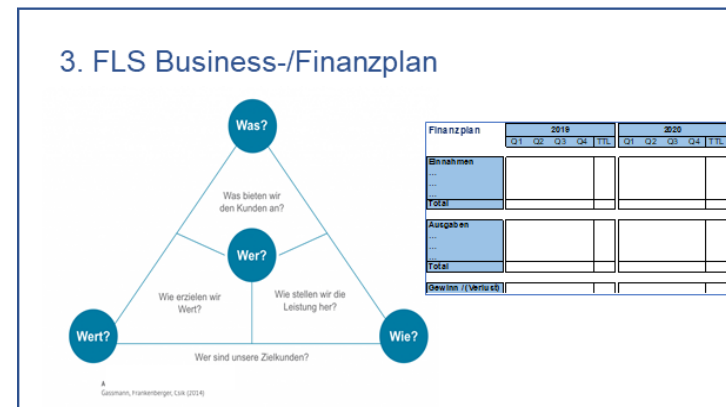 3. FLS Business-/Finanzplan
Was?
Was bieten wir
den Kunden an?
Wer?
Wie erzielen wir
Wert?
Wie stellen wir die
Leistung her?
Wert?
Wie?
Wer sind unsere Zielkunden?
A
Gassmann, Frankenberger, Csik (2014)
Finanzplan 2019 2020
Q1 Q2 Q3 Q4 TTL Q1 Q2 Q3 Q4 TTL
Einnahmen
...
...
...
Total
Ausgaben
...
...
...
Total
Gewinn / (Verlust)